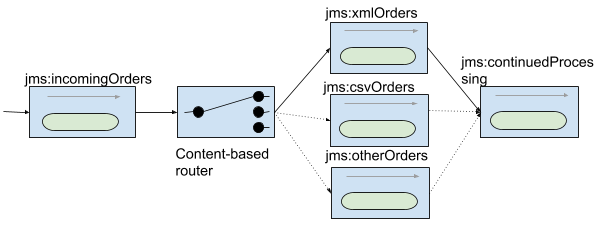 jms:xmlOrders
jms:incomingOrders
jms:continuedProces
sing
jms:csvOrders
Content-based
router
jms:otherOrders